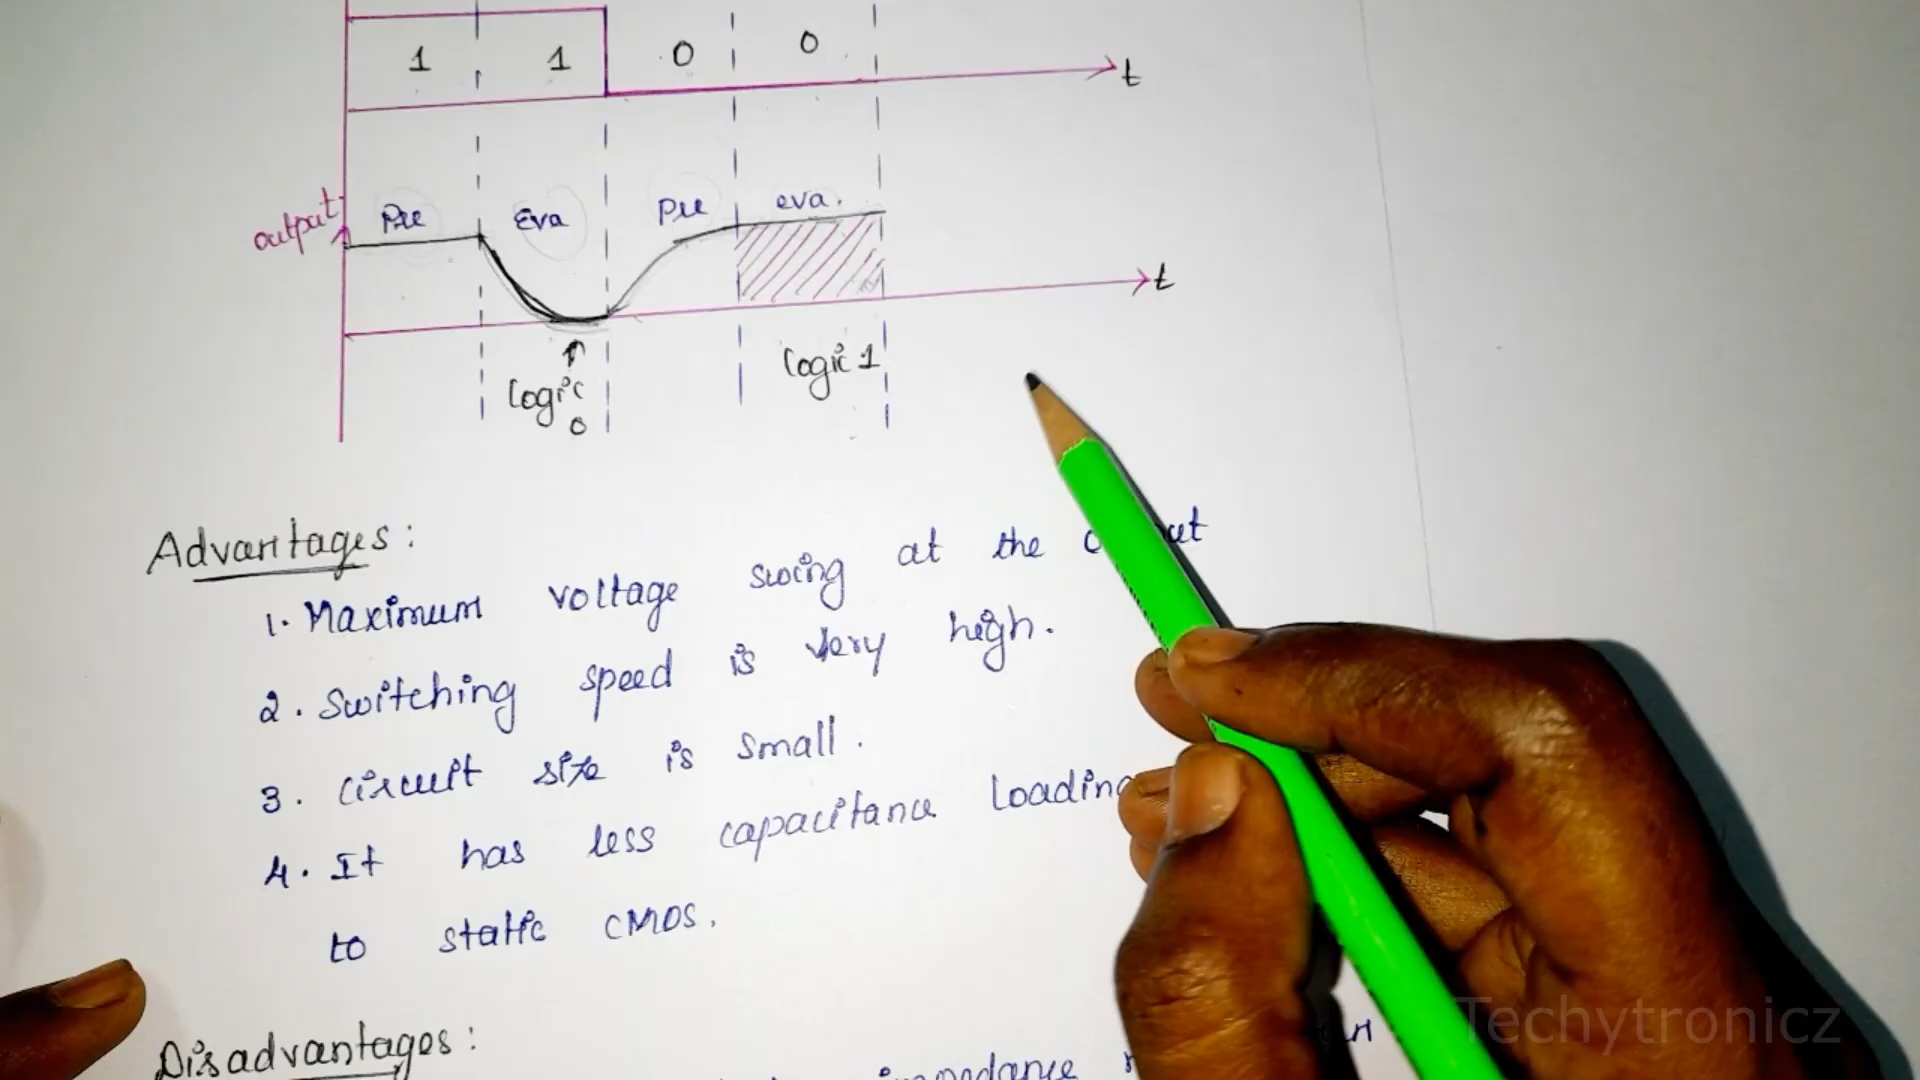 1 1 0 0
t
output
Pre Eva Pre eva.
t
logic 1
logic
0
Advantages:
1. Maximum voltage swing at the
2. Switching speed is very high.
3. circuit size is small.
4. It has less capacitance loading
to static CMOS.
Disadvantages:
impedance
Techytronicz